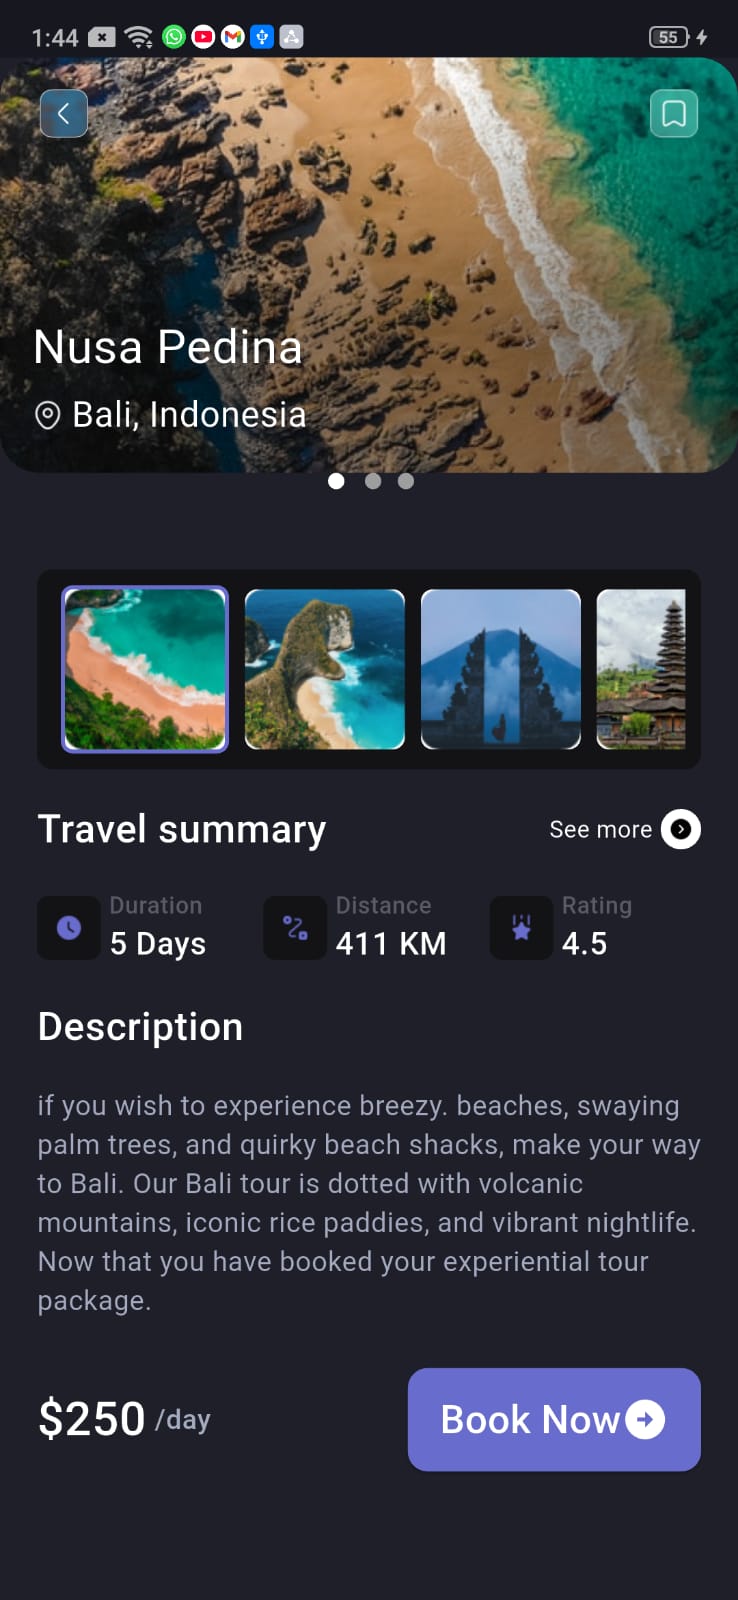 1:44
55
Nusa Pedina
Bali, Indonesia
Travel summary
See more
Duration
Distance
Rating
5 Days
411 KM
4.5
Description
if you wish to experience breezy. beaches, swaying
palm trees, and quirky beach shacks, make your way
to Bali. Our Bali tour is dotted with volcanic
mountains, iconic rice paddies, and vibrant nightlife.
Now that you have booked your experiential tour
package.
$250 /day
Book Now